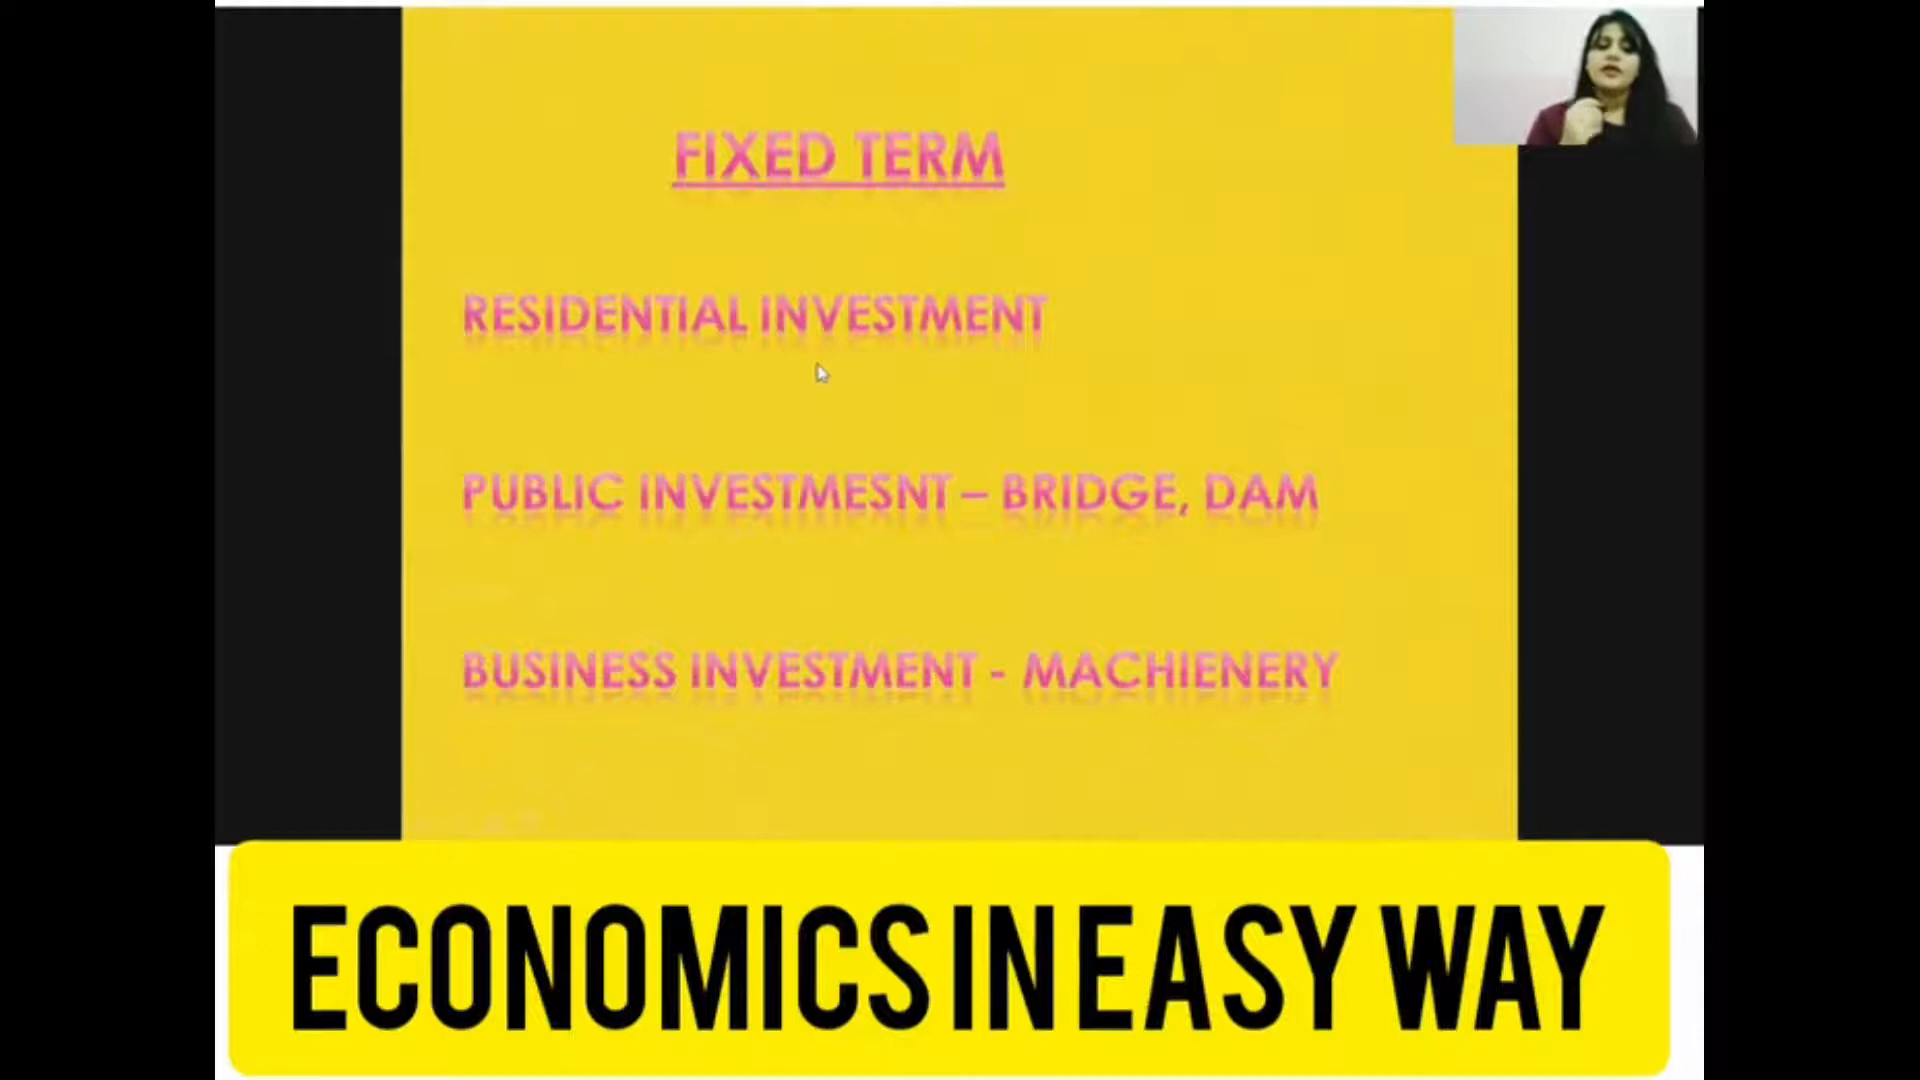 FIXED TERM
RESIDENTIAL INVESTMENT
PUBLIC INVESTMESNT – BRIDGE, DAM
BUSINESS INVESTMENT - MACHIENERY
ECONOMICS IN EASY WAY